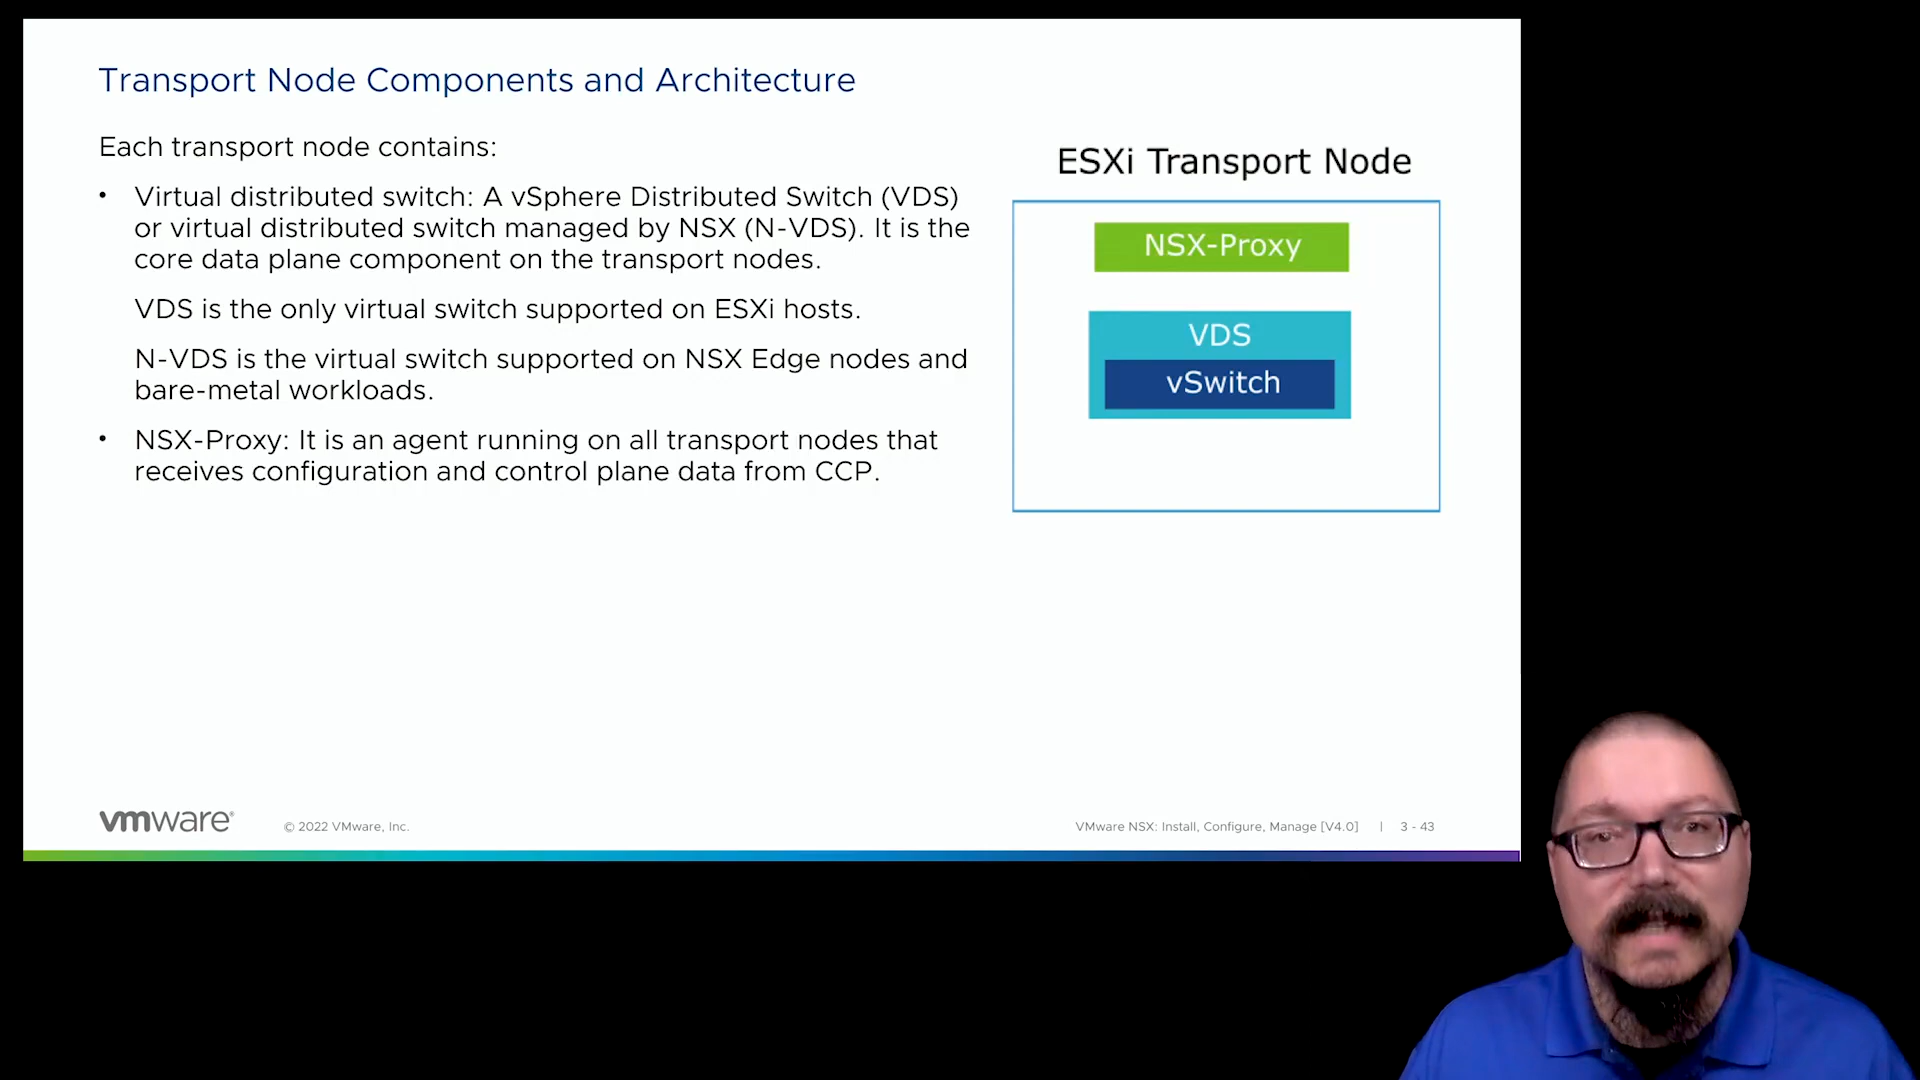 Transport Node Components and Architecture
Each transport node contains:
• Virtual distributed switch: A vSphere Distributed Switch (VDS)
or virtual distributed switch managed by NSX (N-VDS). It is the
core data plane component on the transport nodes.
VDS is the only virtual switch supported on ESXi hosts.
N-VDS is the virtual switch supported on NSX Edge nodes and
bare-metal workloads.
• NSX-Proxy: It is an agent running on all transport nodes that
receives configuration and control plane data from CCP.
ESXi Transport Node
NSX-Proxy
VDS
vSwitch
vmware®
© 2022 VMware, Inc.
VMware NSX: Install, Configure, Manage [V4.0] | 3 - 43